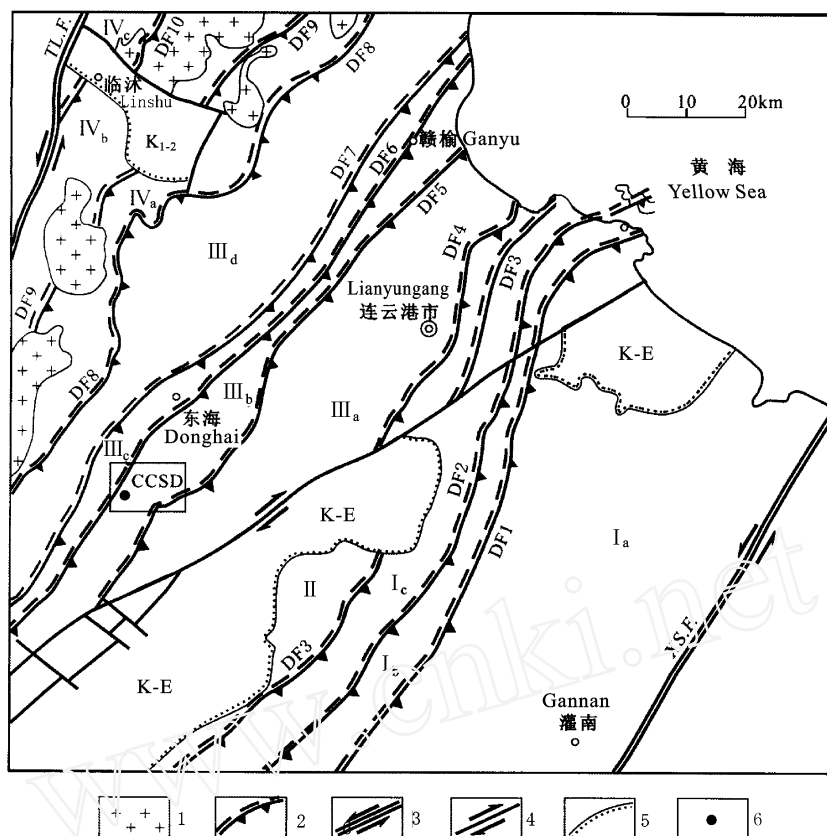 TL.F.
IVc
DF10
DF9
DF8
临沭
Linshu
IVb
K1-2
IVa
DF7
DF6
赣榆 Ganyu
DF5
0 10 20km
黄 海
Yellow Sea
IIId
DF4
DF3
Lianyungang
连云港市
DF9
DF8
K-E
IIIb
东海
Donghai
IIIa
IIIc
CCSD
DF2
K-E
DF1
Ia
II
Ic
DF3
Ib
K-E
Gannan
灌南
1 2 3 4 5 6
www.cnki.net